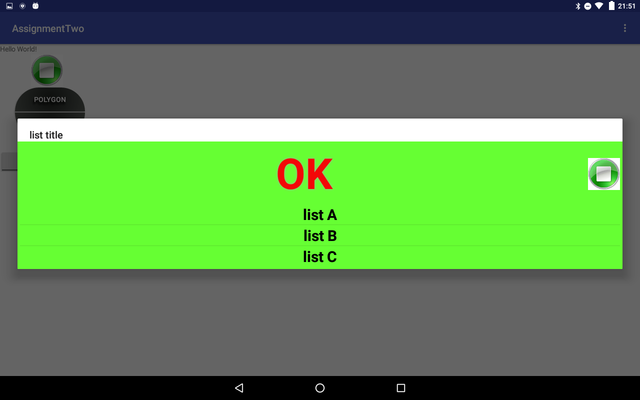 21:51
AssignmentTwo
Hello World!
POLYGON
list title
OK
list A
list B
list C